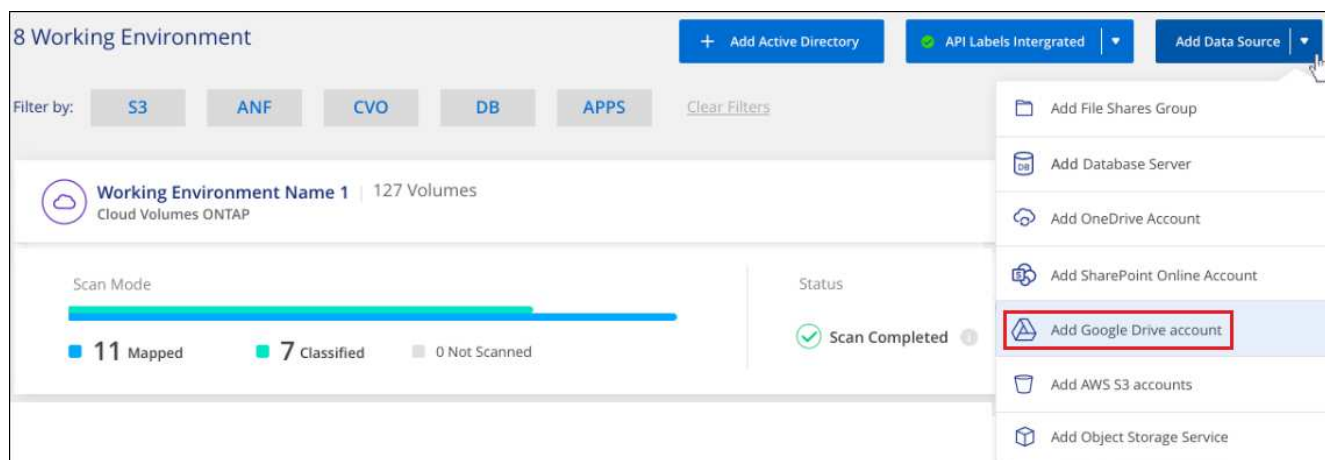 8 Working Environment
+ Add Active Directory
API Labels Intergrated
Add Data Source
Filter by:
S3
ANF
CVO
DB
APPS
Clear Filters
Add File Shares Group
DB
Add Database Server
Add OneDrive Account
S
Add SharePoint Online Account
Add Google Drive account
Add AWS S3 accounts
Add Object Storage Service
Working Environment Name 1 | 127 Volumes
Cloud Volumes ONTAP
Scan Mode
11 Mapped
7 Classified
0 Not Scanned
Status
Scan Completed